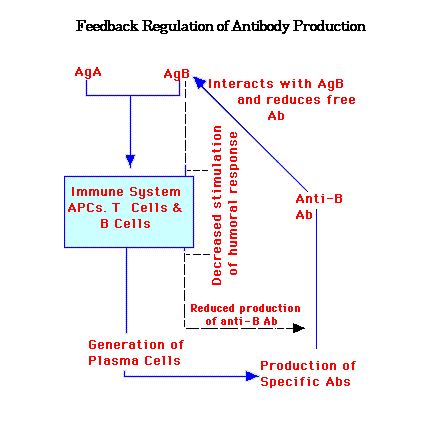 Feedback Regulation of Antibody Production
AgA
AgB
Interacts with AgB
and reduces free
Ab
Decreased stimulation
of humoral response
Immune System
APCs. T Cells &
B Cells
Anti-B
Ab
Reduced production
of anti-B Ab
Generation of
Plasma Cells
Production of
Specific Abs